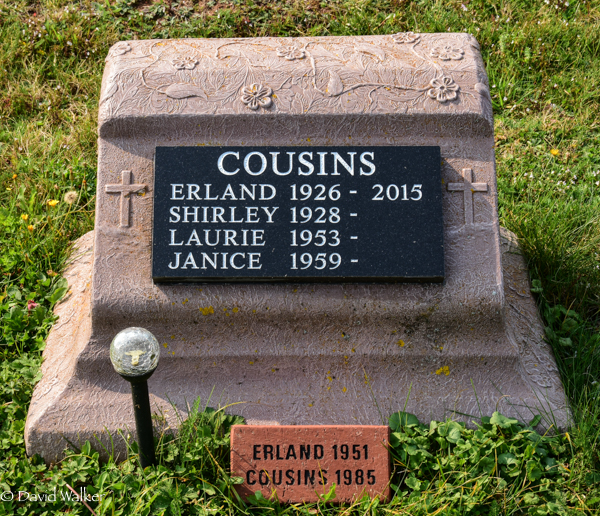 COUSINS
ERLAND 1926 - 2015
SHIRLEY 1928 -
LAURIE 1953 -
JANICE 1959 -
ERLAND 1951
COUSINS 1985
© David Walker